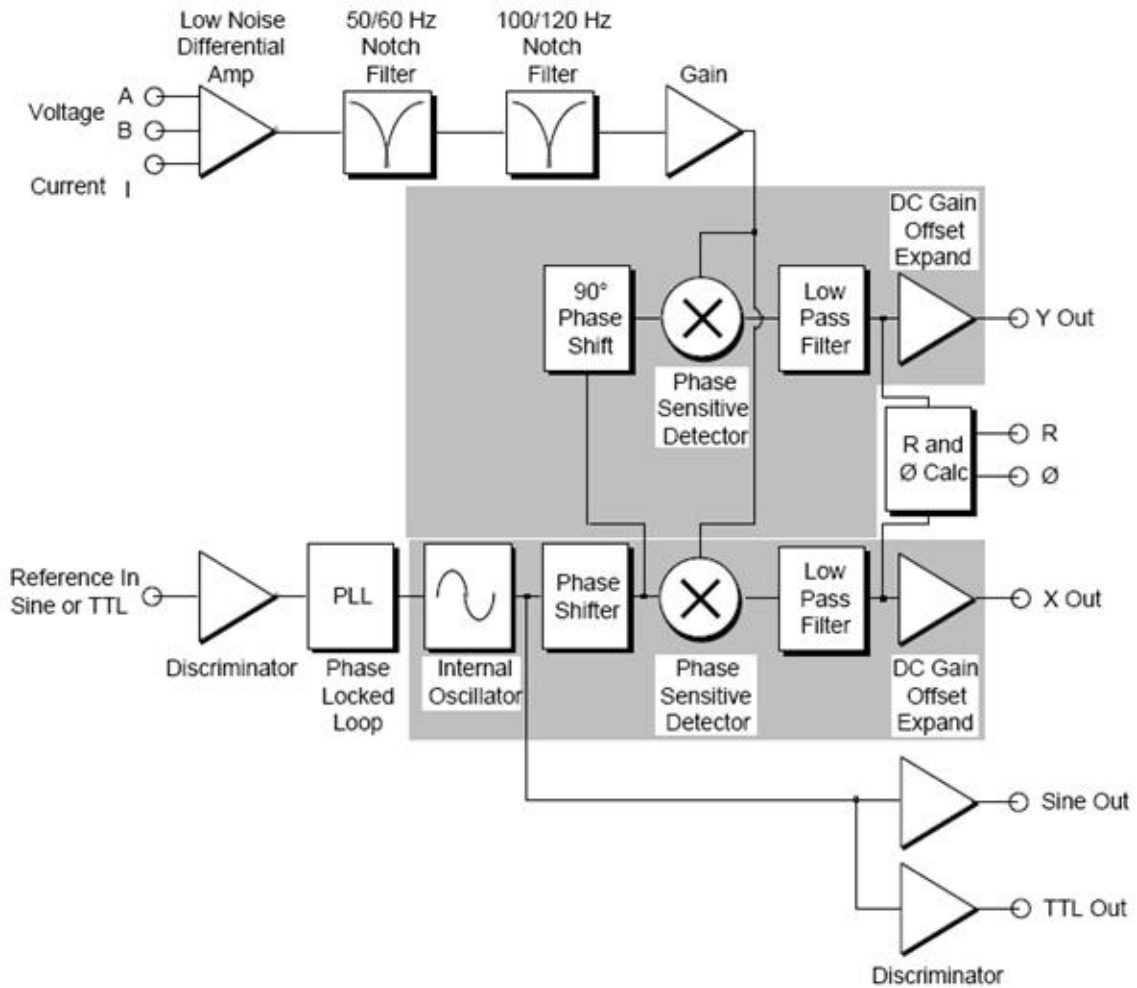 Low Noise
Differential
Amp
50/60 Hz
Notch
Filter
100/120 Hz
Notch
Filter
Gain
Voltage
A
B
Current
I
DC Gain
Offset
Expand
90°
Phase
Shift
Low
Pass
Filter
Y Out
Phase
Sensitive
Detector
R and
Ø Calc
R
Ø
Reference In
Sine or TTL
PLL
Phase
Shifter
Low
Pass
Filter
X Out
Discriminator
Phase
Locked
Loop
Internal
Oscillator
Phase
Sensitive
Detector
DC Gain
Offset
Expand
Sine Out
TTL Out
Discriminator